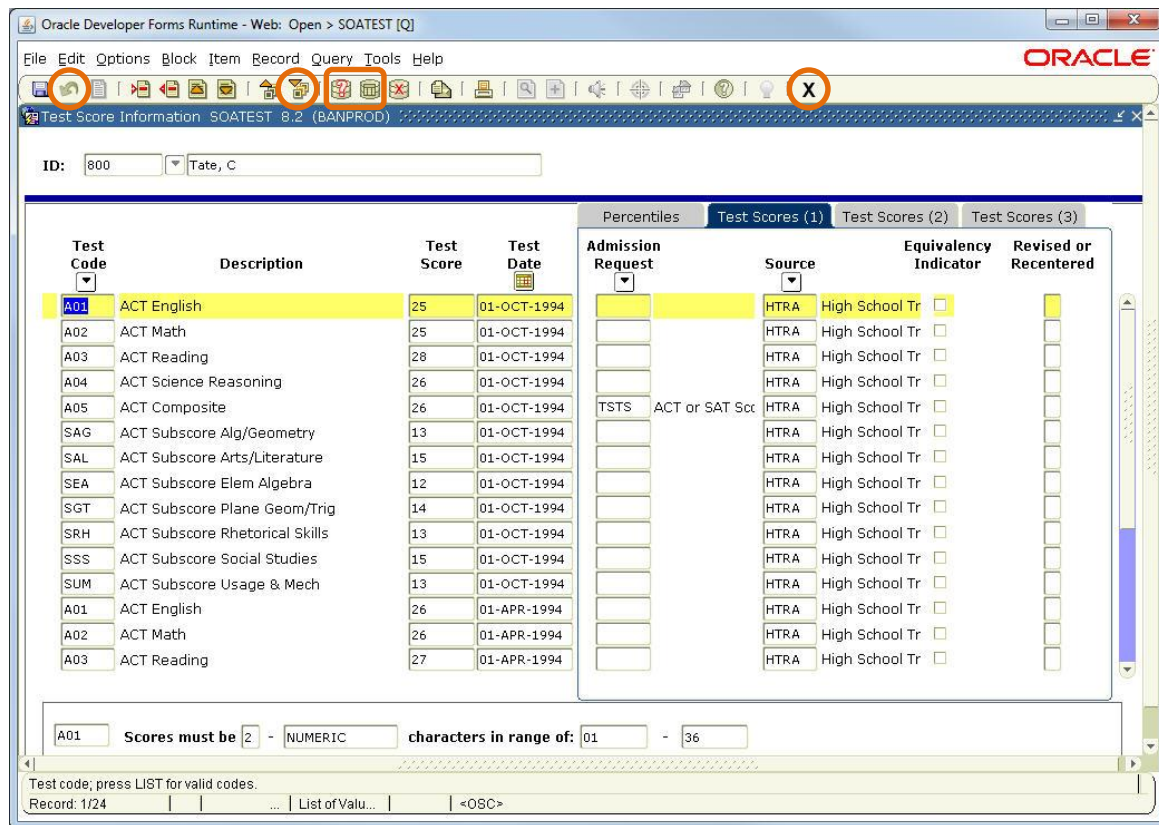 Oracle Developer Forms Runtime - Web: Open > SOATEST [Q]
File Edit Options Block Item Record Query Tools Help
ORACLE
X
Test Score Information SOATEST 8.2 (BANPROD)
ID: 800 Tate, C
Percentiles Test Scores (1) Test Scores (2) Test Scores (3)
Test Test Test Admission Equivalency Revised or
Code Description Score Date Request Source Indicator Recentered
A01 ACT English 25 01-OCT-1994 HTRA High School Tr
A02 ACT Math 25 01-OCT-1994 HTRA High School Tr
A03 ACT Reading 28 01-OCT-1994 HTRA High School Tr
A04 ACT Science Reasoning 26 01-OCT-1994 HTRA High School Tr
A05 ACT Composite 26 01-OCT-1994 TSTS ACT or SAT Sco HTRA High School Tr
SAG ACT Subscore Alg/Geometry 13 01-OCT-1994 HTRA High School Tr
SAL ACT Subscore Arts/Literature 15 01-OCT-1994 HTRA High School Tr
SEA ACT Subscore Elem Algebra 12 01-OCT-1994 HTRA High School Tr
SGT ACT Subscore Plane Geom/Trig 14 01-OCT-1994 HTRA High School Tr
SRH ACT Subscore Rhetorical Skills 13 01-OCT-1994 HTRA High School Tr
SSS ACT Subscore Social Studies 15 01-OCT-1994 HTRA High School Tr
SUM ACT Subscore Usage & Mech 13 01-OCT-1994 HTRA High School Tr
A01 ACT English 26 01-APR-1994 HTRA High School Tr
A02 ACT Math 26 01-APR-1994 HTRA High School Tr
A03 ACT Reading 27 01-APR-1994 HTRA High School Tr
A01 Scores must be 2 - NUMERIC characters in range of: 01 - 36
Test code; press LIST for valid codes.
Record: 1/24 ... List of Valu... <OSC>